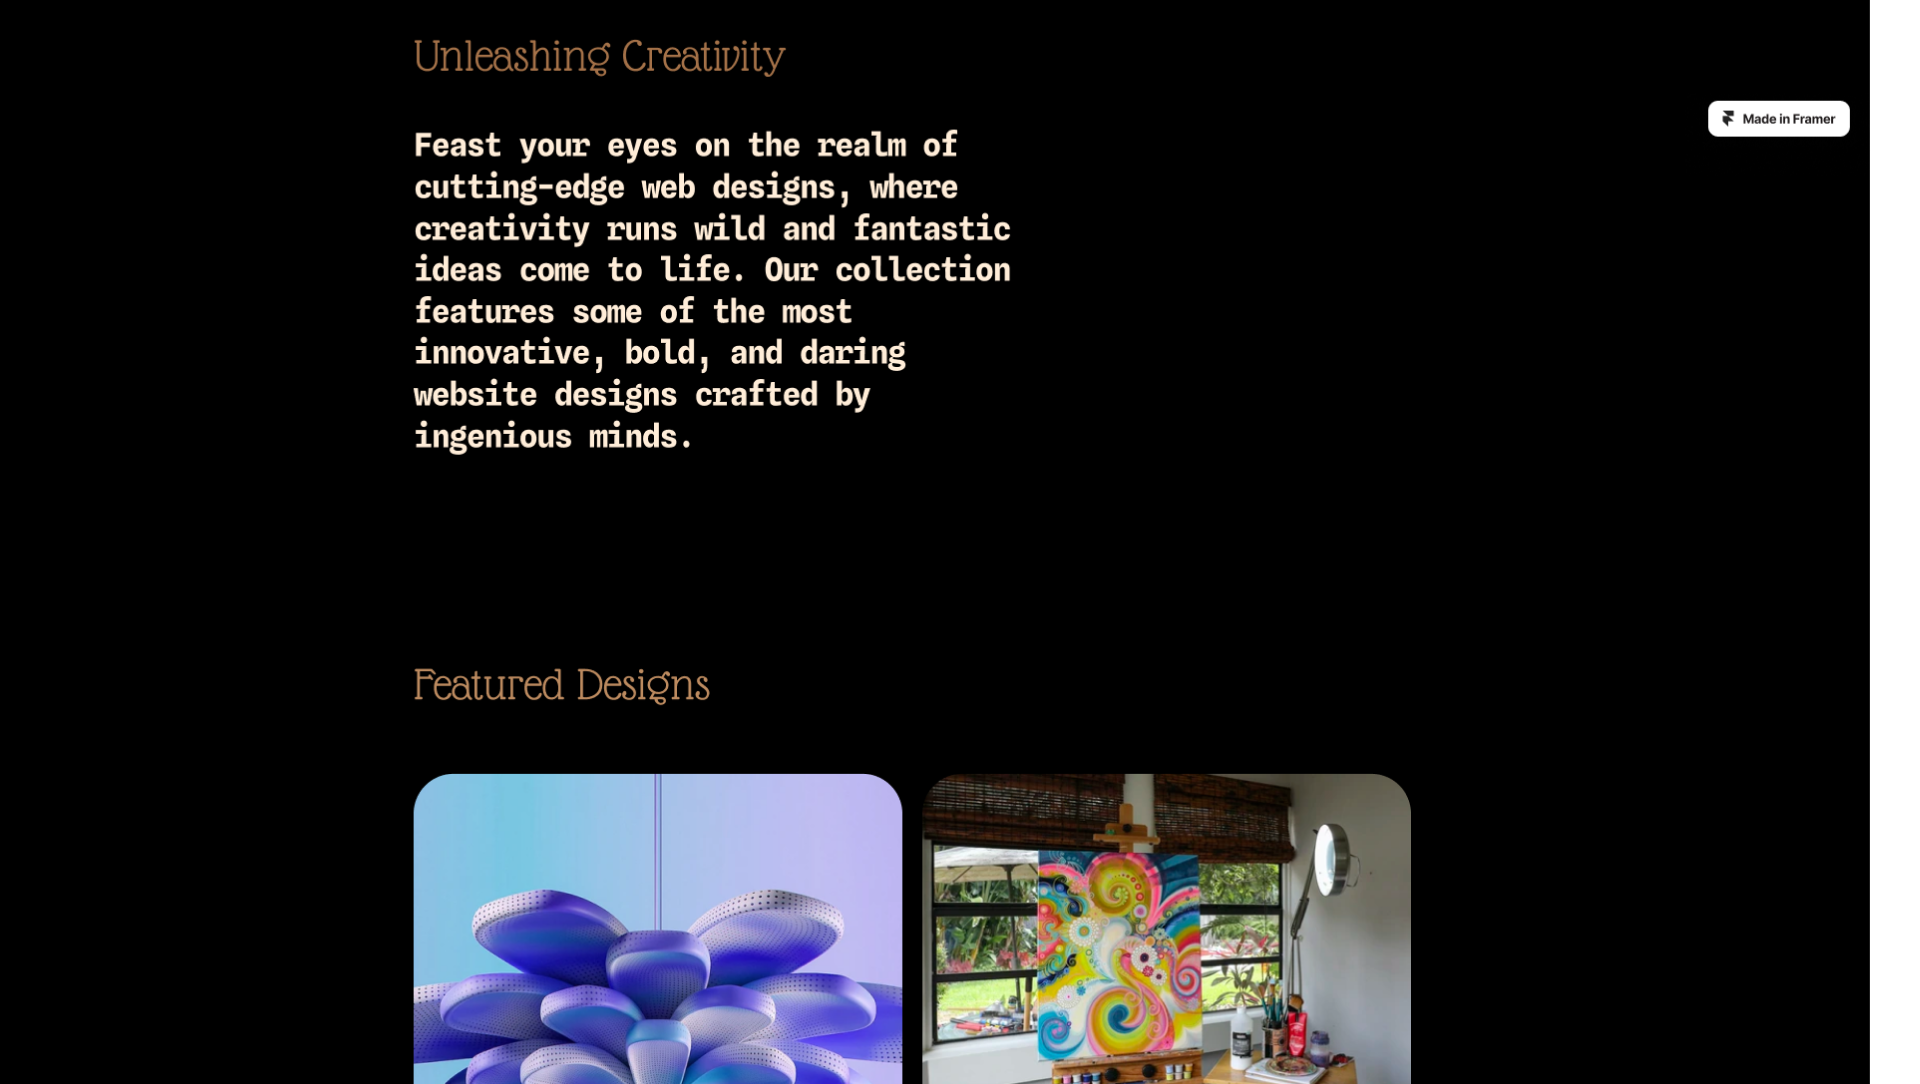 Unleashing Creativity
Made in Framer
Feast your eyes on the realm of
cutting-edge web designs, where
creativity runs wild and fantastic
ideas come to life. Our collection
features some of the most
innovative, bold, and daring
website designs crafted by
ingenious minds.
Featured Designs